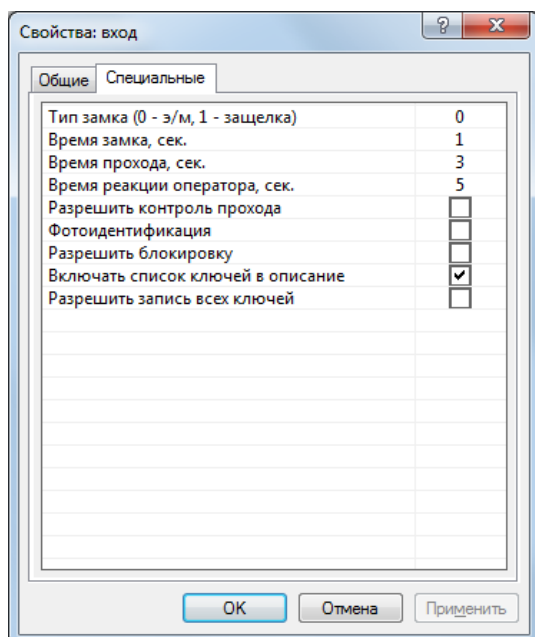 Свойства: вход
?
Общие Специальные
Тип замка (0 - э/м, 1 - защелка) 0
Время замка, сек. 1
Время прохода, сек. 3
Время реакции оператора, сек. 5
Разрешить контроль прохода
Фотоидентификация
Разрешить блокировку
Включать список ключей в описание
Разрешить запись всех ключей
OK Отмена Применить